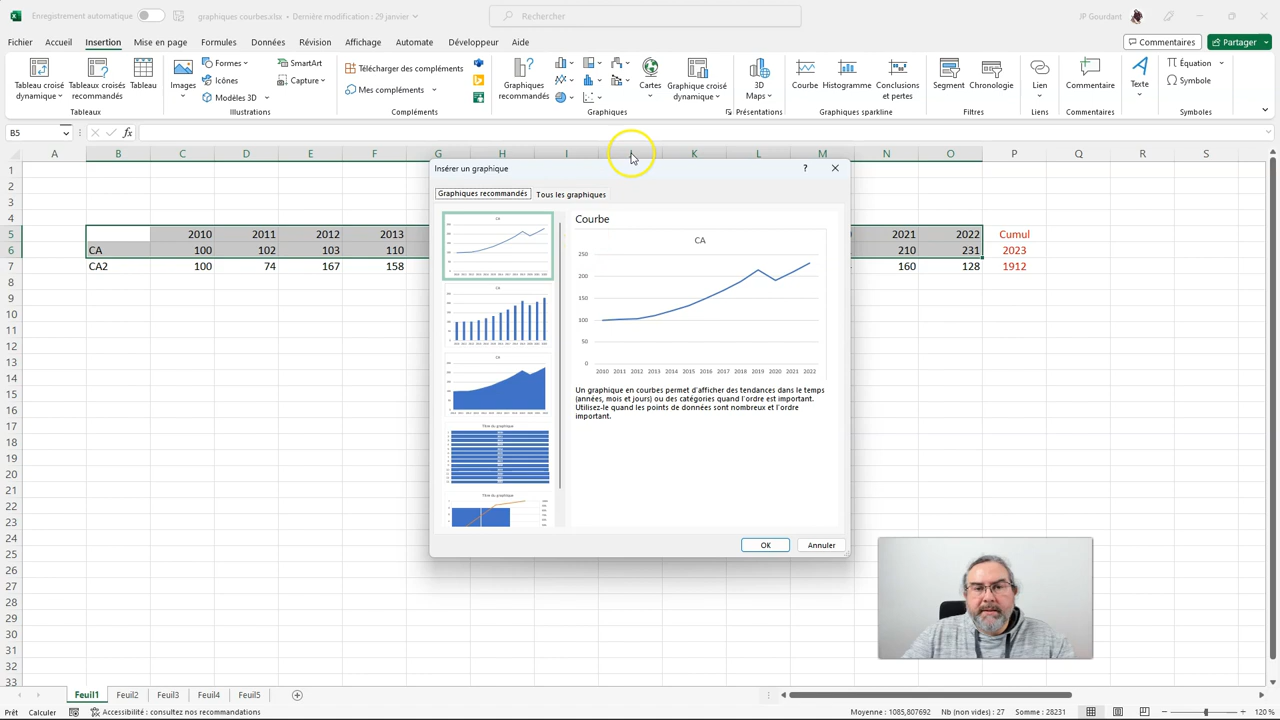 Enregistrement automatique
graphiques courbes.xlsx • Dernière modification : 29 janvier
Rechercher
JP Gourdant
Fichier Accueil Insertion Mise en page Formules Données Révision Affichage Automate Développeur Aide
Commentaires
Partager
Tableau croisé dynamique
Tableaux croisés recommandés
Tableau
Tableaux
Images
Formes
Icônes
Modèles 3D
SmartArt
Capture
Illustrations
Télécharger des compléments
Mes compléments
Compléments
Graphiques recommandés
Cartes
Graphique croisé dynamique
Graphiques
3D Maps
Présentations
Courbe
Histogramme
Conclusions et pertes
Graphiques sparkline
Segment
Chronologie
Filtres
Lien
Liens
Commentaire
Commentaires
Texte
Équation
Symbole
Symboles
B5
fx
A B C D E F G H I K L M N O P Q R S
1
2
3
4
5 2010 2011 2012 2013 2021 2022 Cumul
6 CA 100 102 103 110 210 231 2023
7 CA2 100 74 167 158 160 128 1912
8
9
10
11
12
13
14
15
16
17
18
19
20
21
22
23
24
25
26
27
28
29
30
31
32
33
Insérer un graphique
?
Graphiques recommandés
Tous les graphiques
CA
CA
CA
Titre du graphique
Titre du graphique
Courbe
CA
250
200
150
100
50
0
2010 2011 2012 2013 2014 2015 2016 2017 2018 2019 2020 2021 2022
Un graphique en courbes permet d'afficher des tendances dans le temps
(années, mois et jours) ou des catégories quand l'ordre est important.
Utilisez-le quand les points de données sont nombreux et l'ordre
important.
OK
Annuler
Feuil1 Feuil2 Feuil3 Feuil4 Feuil5
Prêt Calculer Accessibilité : consultez nos recommandations
Moyenne : 1085,807692 Nb (non vides) : 27 Somme : 28231
120 %